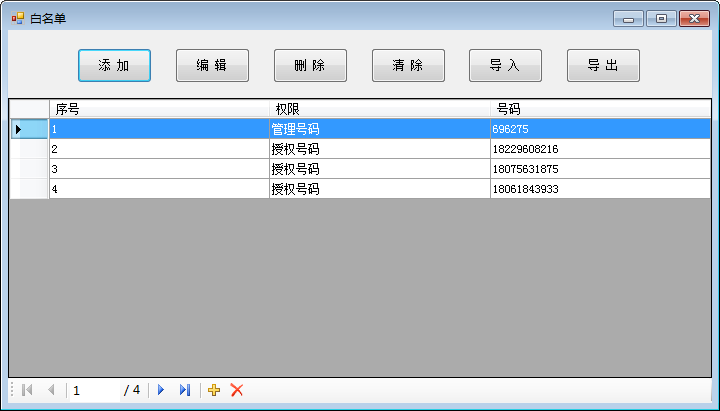 白名单
添 加 编 辑 删 除 清 除 导 入 导 出
序号 权限 号码
1 管理号码 696275
2 授权号码 18229608216
3 授权号码 18075631875
4 授权号码 18061843933
1 / 4